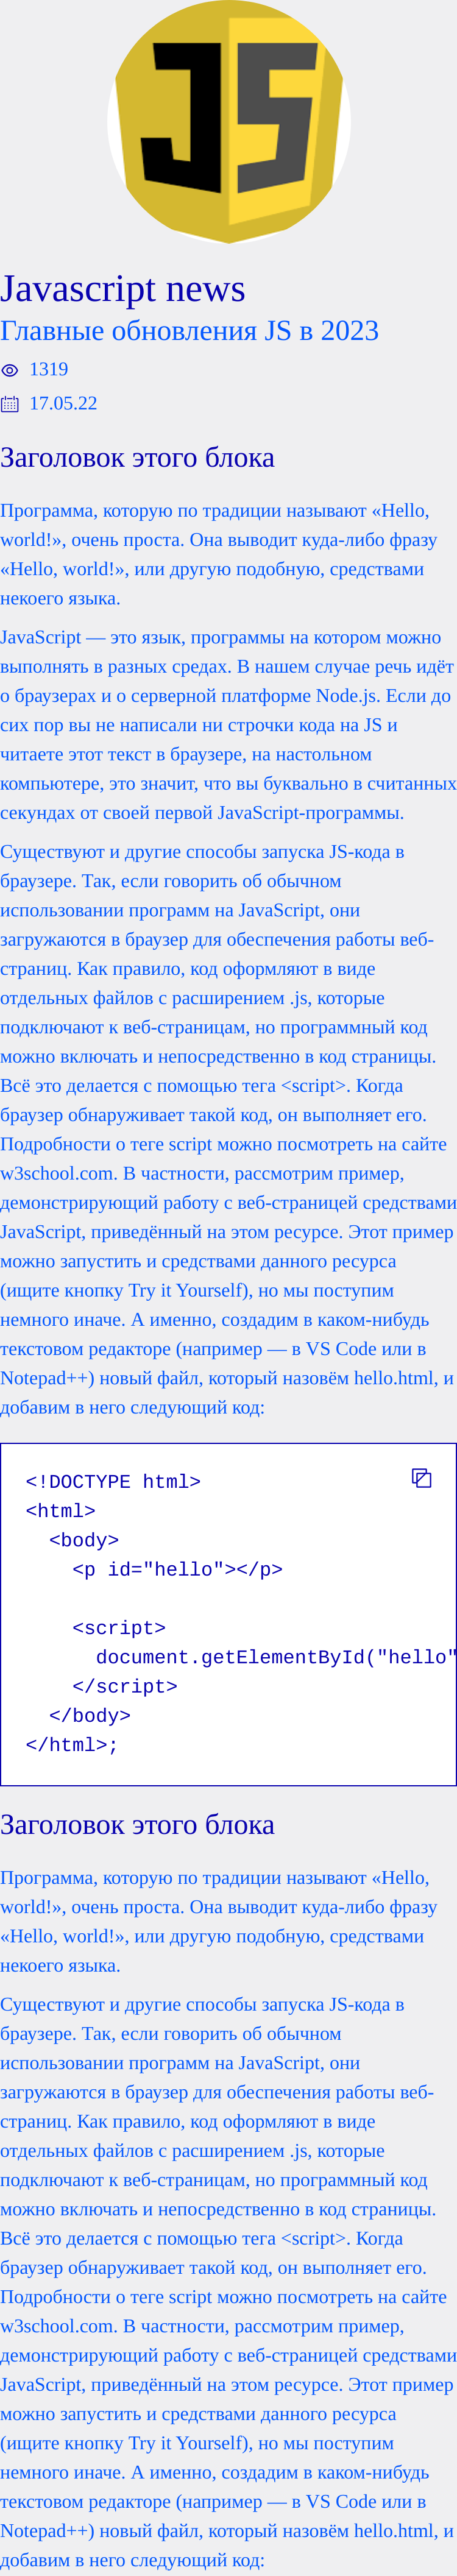 JS
Javascript news
Главные обновления JS в 2023
1319
17.05.22
Заголовок этого блока
Программа, которую по традиции называют «Hello,
world!», очень проста. Она выводит куда-либо фразу
«Hello, world!», или другую подобную, средствами
некоего языка.
JavaScript — это язык, программы на котором можно
выполнять в разных средах. В нашем случае речь идёт
о браузерах и о серверной платформе Node.js. Если до
сих пор вы не написали ни строчки кода на JS и
читаете этот текст в браузере, на настольном
компьютере, это значит, что вы буквально в считанных
секундах от своей первой JavaScript-программы.
Существуют и другие способы запуска JS-кода в
браузере. Так, если говорить об обычном
использовании программ на JavaScript, они
загружаются в браузер для обеспечения работы веб-
страниц. Как правило, код оформляют в виде
отдельных файлов с расширением .js, которые
подключают к веб-страницам, но программный код
можно включать и непосредственно в код страницы.
Всё это делается с помощью тега <script>. Когда
браузер обнаруживает такой код, он выполняет его.
Подробности о теге script можно посмотреть на сайте
w3school.com. В частности, рассмотрим пример,
демонстрирующий работу с веб-страницей средствами
JavaScript, приведённый на этом ресурсе. Этот пример
можно запустить и средствами данного ресурса
(ищите кнопку Try it Yourself), но мы поступим
немного иначе. А именно, создадим в каком-нибудь
текстовом редакторе (например — в VS Code или в
Notepad++) новый файл, который назовём hello.html, и
добавим в него следующий код:
<!DOCTYPE html>
<html>
  <body>
    <p id="hello"></p>
    <script>
      document.getElementById("hello"
    </script>
  </body>
</html>;
Заголовок этого блока
Программа, которую по традиции называют «Hello,
world!», очень проста. Она выводит куда-либо фразу
«Hello, world!», или другую подобную, средствами
некоего языка.
Существуют и другие способы запуска JS-кода в
браузере. Так, если говорить об обычном
использовании программ на JavaScript, они
загружаются в браузер для обеспечения работы веб-
страниц. Как правило, код оформляют в виде
отдельных файлов с расширением .js, которые
подключают к веб-страницам, но программный код
можно включать и непосредственно в код страницы.
Всё это делается с помощью тега <script>. Когда
браузер обнаруживает такой код, он выполняет его.
Подробности о теге script можно посмотреть на сайте
w3school.com. В частности, рассмотрим пример,
демонстрирующий работу с веб-страницей средствами
JavaScript, приведённый на этом ресурсе. Этот пример
можно запустить и средствами данного ресурса
(ищите кнопку Try it Yourself), но мы поступим
немного иначе. А именно, создадим в каком-нибудь
текстовом редакторе (например — в VS Code или в
Notepad++) новый файл, который назовём hello.html, и
добавим в него следующий код: